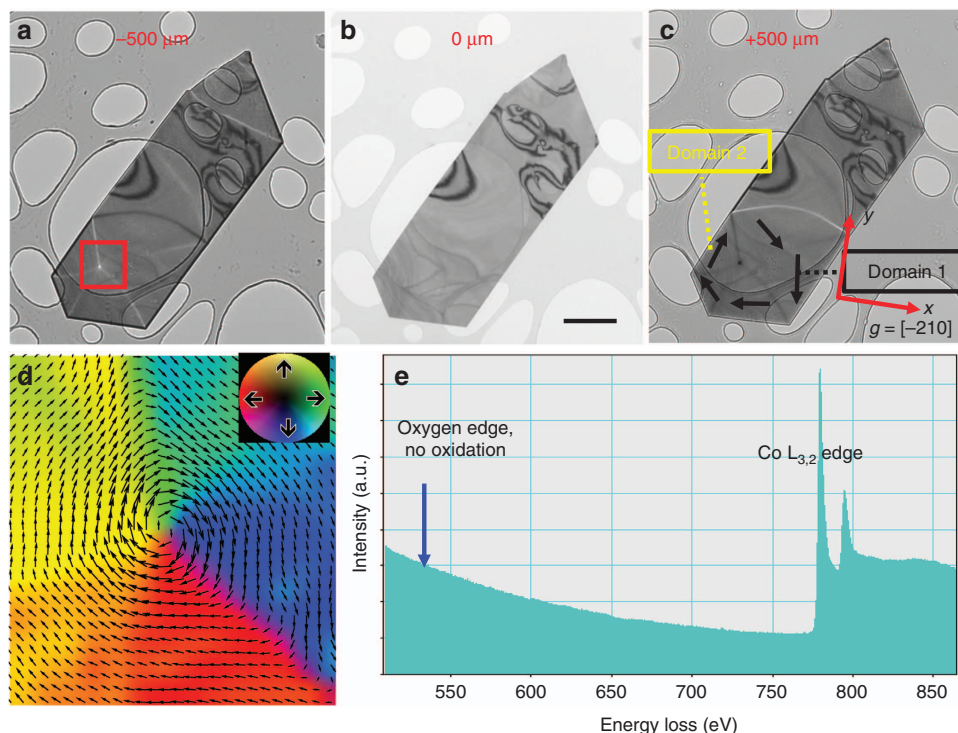 a
−500 µm
b
0 µm
c
+500 µm
Domain 2
y
Domain 1
x
g = [−210]
d
e
Oxygen edge,
no oxidation
Co L3,2 edge
Intensity (a.u.)
550
600
650
700
750
800
850
Energy loss (eV)